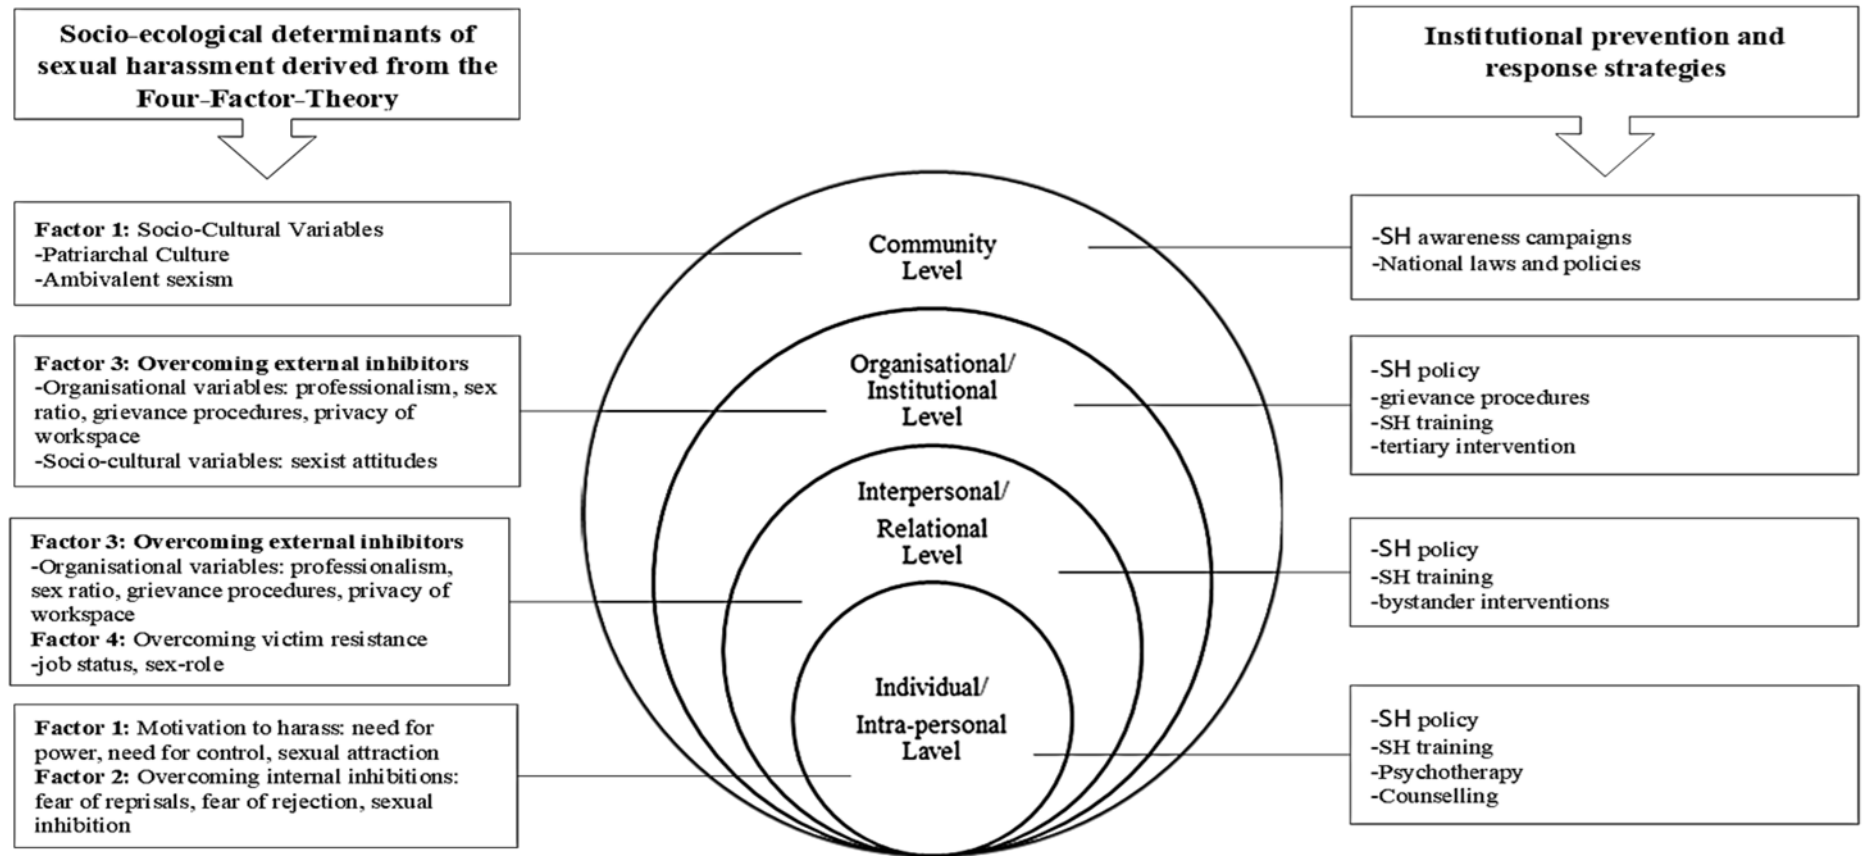 Socio-ecological determinants of
sexual harassment derived from the
Four-Factor-Theory
Institutional prevention and
response strategies
Factor 1: Socio-Cultural Variables
-Patriarchal Culture
-Ambivalent sexism
Community
Level
-SH awareness campaigns
-National laws and policies
Factor 3: Overcoming external inhibitors
-Organisational variables: professionalism, sex
ratio, grievance procedures, privacy of
workspace
-Socio-cultural variables: sexist attitudes
Organisational/
Institutional
Level
-SH policy
-grievance procedures
-SH training
-tertiary intervention
Factor 3: Overcoming external inhibitors
-Organisational variables: professionalism,
sex ratio, grievance procedures, privacy of
workspace
Factor 4: Overcoming victim resistance
-job status, sex-role
Interpersonal/
Relational
Level
-SH policy
-SH training
-bystander interventions
Factor 1: Motivation to harass: need for
power, need for control, sexual attraction
Factor 2: Overcoming internal inhibitions:
fear of reprisals, fear of rejection, sexual
inhibition
Individual/
Intra-personal
Lavel
-SH policy
-SH training
-Psychotherapy
-Counselling